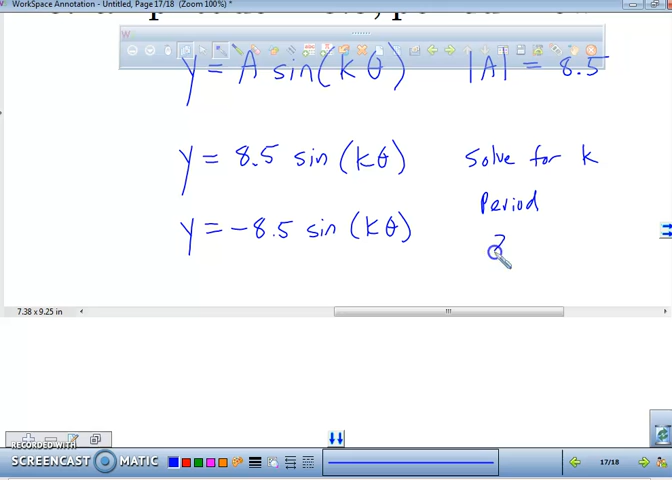 WorkSpace Annotation - Untitled, Page 17/18 (Zoom 100%) *
y = A sin(kθ) |A| = 8.5
y = 8.5 sin(kθ) solve for k
Period
y = -8.5 sin(kθ)
2
7.38 x 9.25 in
RECORDED WITH
SCREENCAST MATIC
17/18